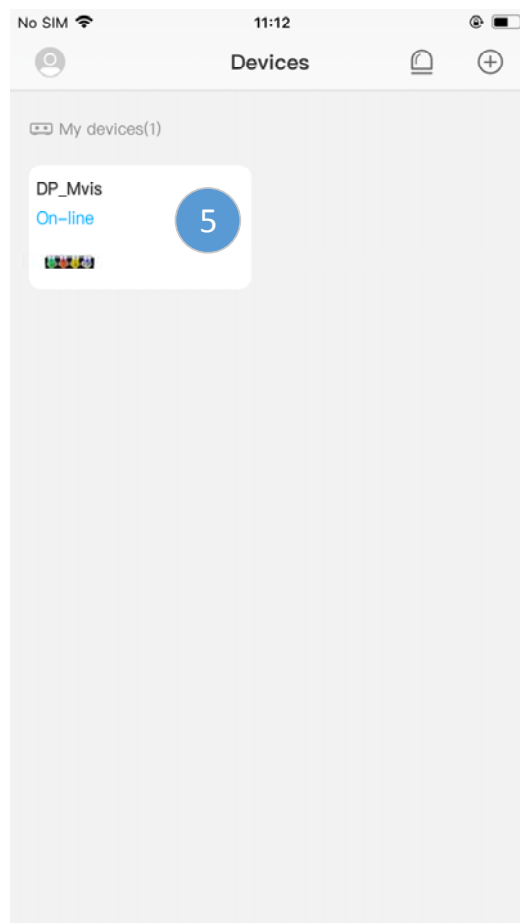 No SIM 11:12
Devices
My devices(1)
DP_Mvis
On-line
5